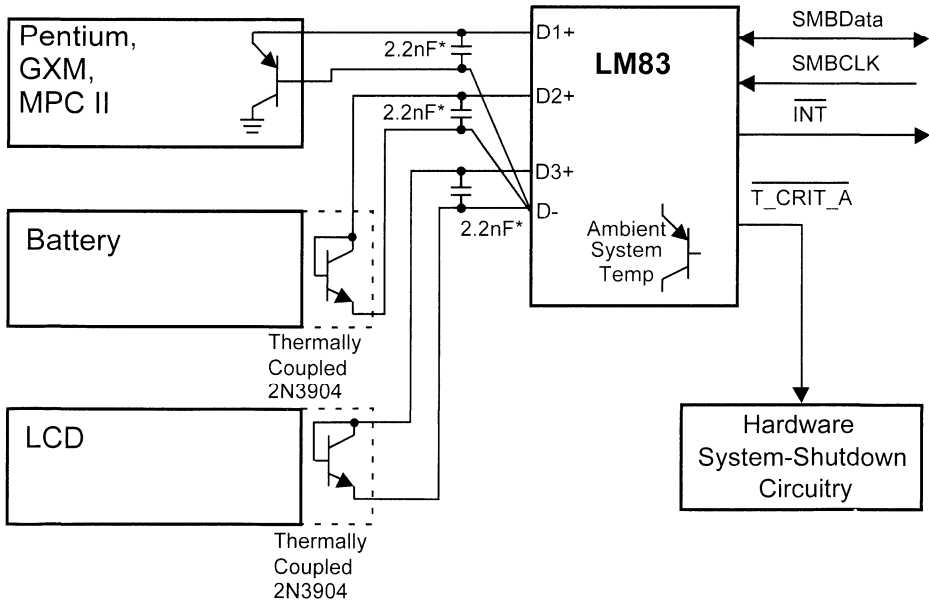 Pentium,
GXM,
MPC II
2.2nF*
2.2nF*
2.2nF*
D1+
D2+
D3+
D-
LM83
Ambient
System
Temp
SMBData
SMBCLK
INT
T_CRIT_A
Battery
Thermally
Coupled
2N3904
LCD
Thermally
Coupled
2N3904
Hardware
System-Shutdown
Circuitry